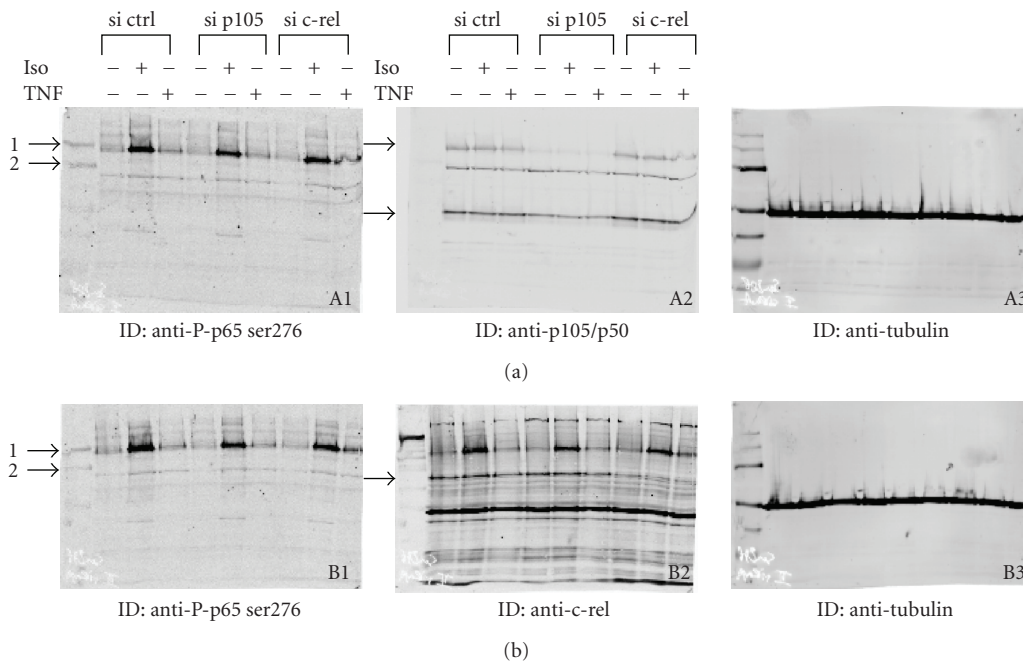 si ctrl si p105 si c-rel si ctrl si p105 si c-rel
Iso − + − − + − − + − Iso − + − − + − − + −
TNF − − + − − + − − + TNF − − + − − + − − +
1
2
A1 A2 A3
ID: anti-P-p65 ser276 ID: anti-p105/p50 ID: anti-tubulin
(a)
1
2
B1 B2 B3
ID: anti-P-p65 ser276 ID: anti-c-rel ID: anti-tubulin
(b)